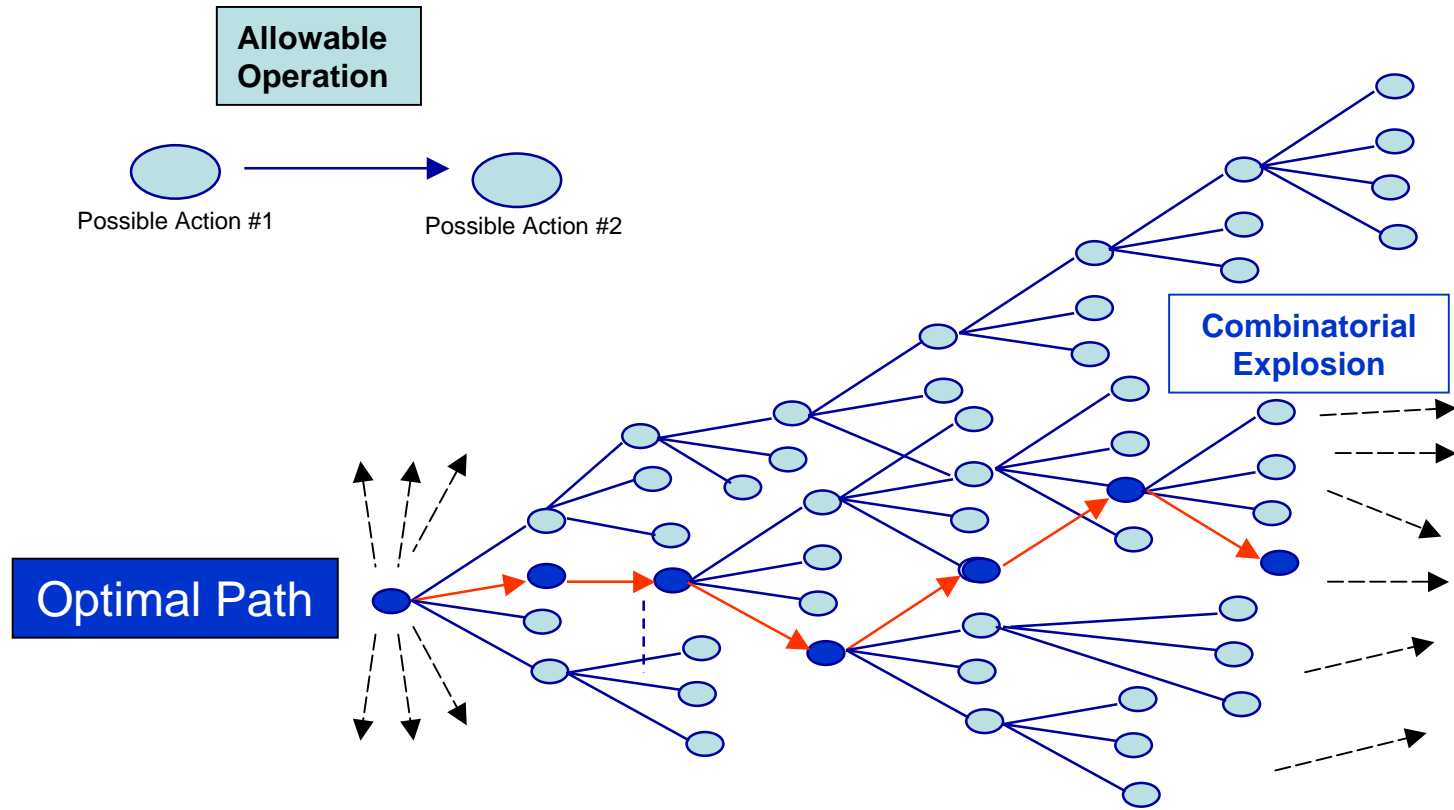 Allowable
Operation
Possible Action #1
Possible Action #2
Combinatorial
Explosion
Optimal Path